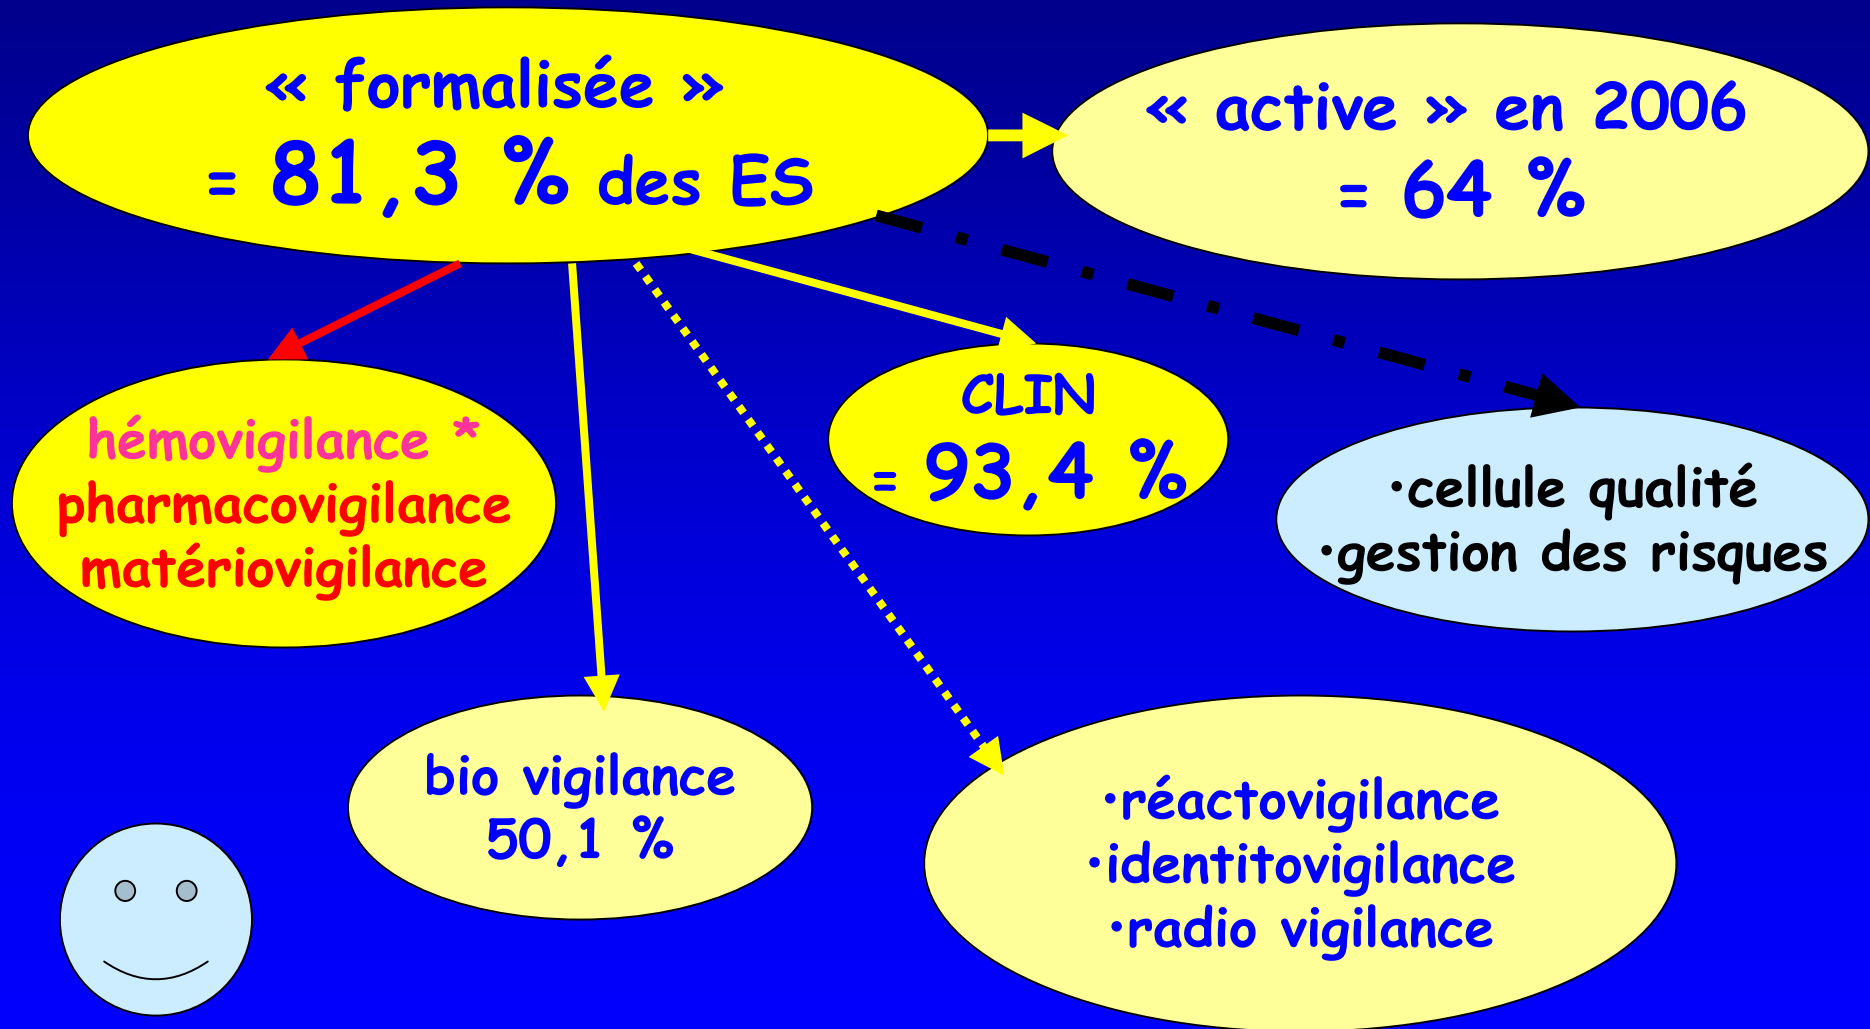 « formalisée »
= 81,3 % des ES
« active » en 2006
= 64 %
hémovigilance *
pharmacovigilance
matériovigilance
CLIN
= 93,4 %
•cellule qualité
•gestion des risques
bio vigilance
50,1 %
•réactovigilance
•identitovigilance
•radio vigilance